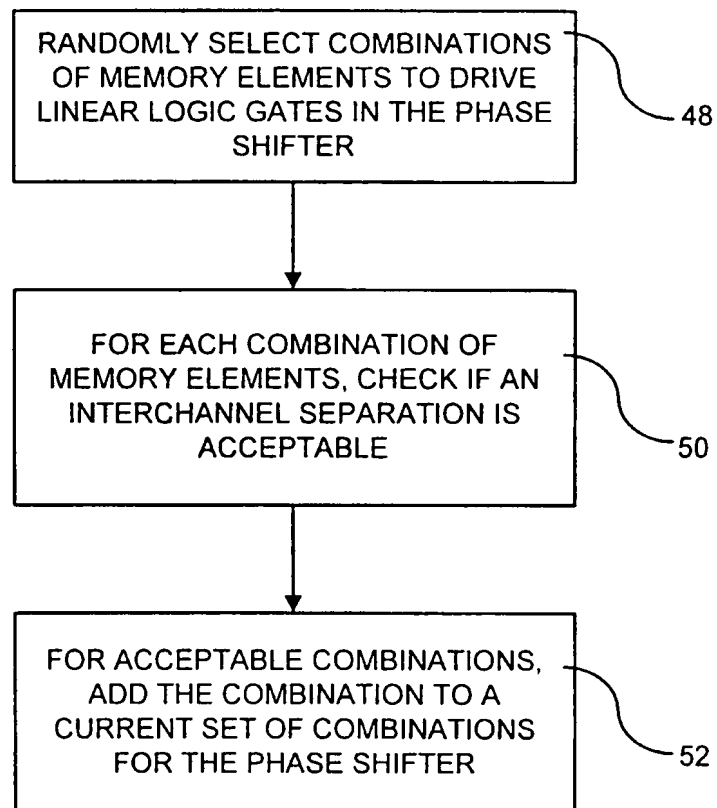 RANDOMLY SELECT COMBINATIONS
OF MEMORY ELEMENTS TO DRIVE
LINEAR LOGIC GATES IN THE PHASE
SHIFTER
48
FOR EACH COMBINATION OF
MEMORY ELEMENTS, CHECK IF AN
INTERCHANNEL SEPARATION IS
ACCEPTABLE
50
FOR ACCEPTABLE COMBINATIONS,
ADD THE COMBINATION TO A
CURRENT SET OF COMBINATIONS
FOR THE PHASE SHIFTER
52